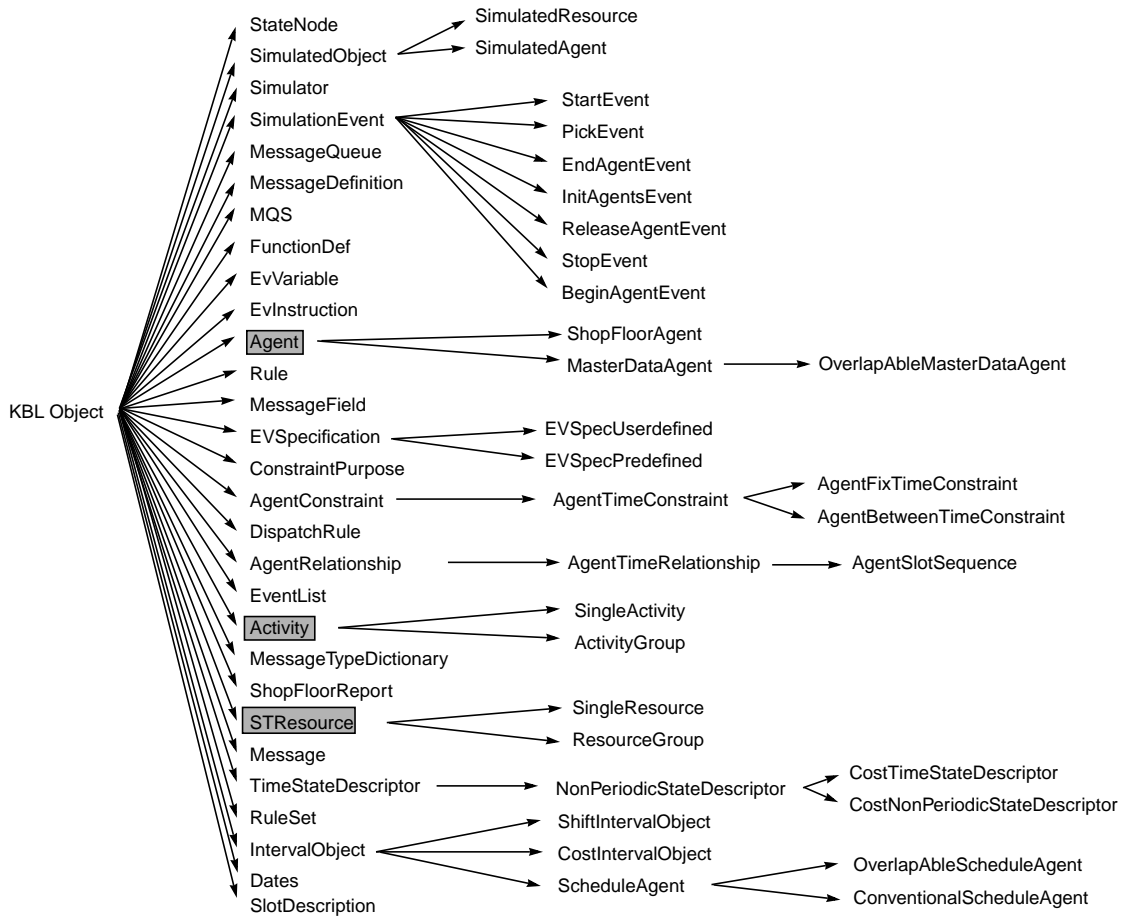 KBL Object
StateNode
SimulatedObject
SimulatedResource
SimulatedAgent
Simulator
SimulationEvent
StartEvent
PickEvent
EndAgentEvent
InitAgentsEvent
ReleaseAgentEvent
StopEvent
BeginAgentEvent
MessageQueue
MessageDefinition
MQS
FunctionDef
EvVariable
EvInstruction
Agent
ShopFloorAgent
MasterDataAgent
OverlapAbleMasterDataAgent
Rule
MessageField
EVSpecification
EVSpecUserdefined
EVSpecPredefined
ConstraintPurpose
AgentConstraint
AgentTimeConstraint
AgentFixTimeConstraint
AgentBetweenTimeConstraint
DispatchRule
AgentRelationship
AgentTimeRelationship
AgentSlotSequence
EventList
Activity
SingleActivity
ActivityGroup
MessageTypeDictionary
ShopFloorReport
STResource
SingleResource
ResourceGroup
Message
TimeStateDescriptor
NonPeriodicStateDescriptor
CostTimeStateDescriptor
CostNonPeriodicStateDescriptor
RuleSet
IntervalObject
ShiftIntervalObject
CostIntervalObject
ScheduleAgent
OverlapAbleScheduleAgent
ConventionalScheduleAgent
Dates
SlotDescription